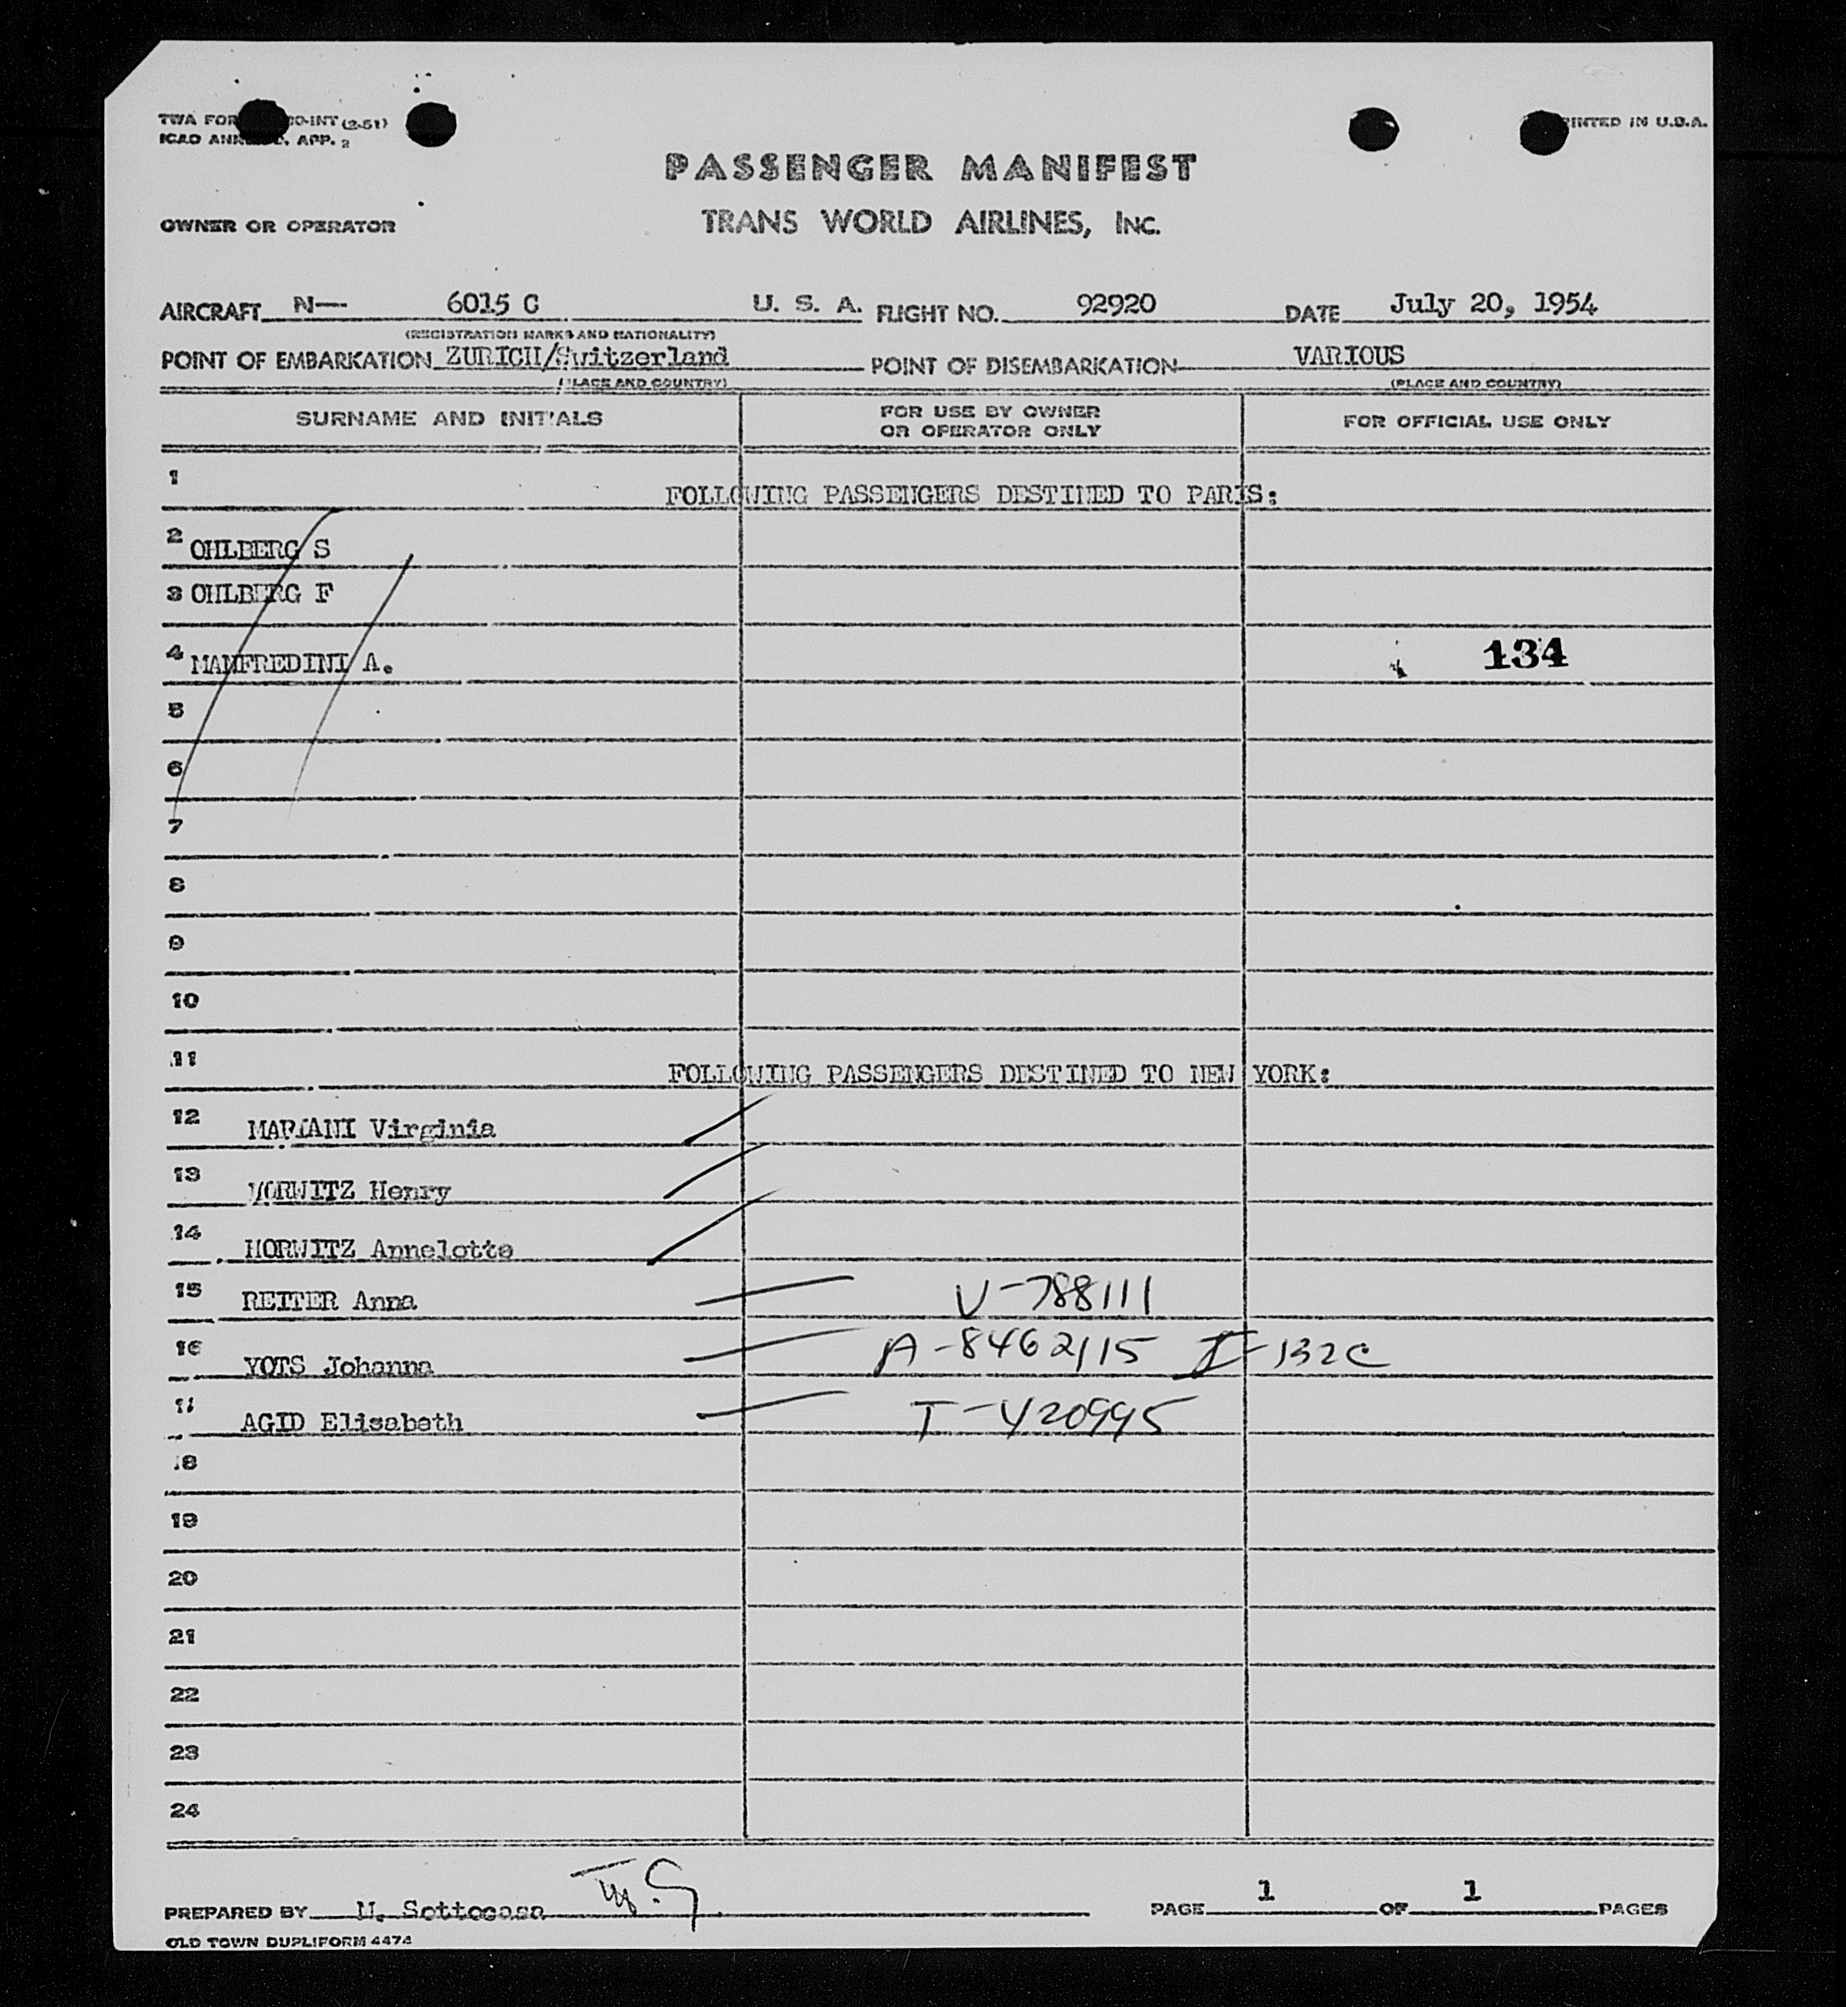 TWA FOR
O-INT (2-51)
ICAO
APP. 2
PRINTED IN U.S.A.
PASSENGER MANIFEST
OWNER OR OPERATOR
TRANS WORLD AIRLINES, INC.
AIRCRAFT N— 6015 C U. S. A. FLIGHT NO. 92920 DATE July 20, 1954
(REGISTRATION MARKS AND NATIONALITY)
POINT OF EMBARKATION ZURICH/Switzerland POINT OF DISEMBARKATION VARIOUS
(PLACE AND COUNTRY) (PLACE AND COUNTRY)
SURNAME AND INITIALS FOR USE BY OWNER OR OPERATOR ONLY FOR OFFICIAL USE ONLY
1 FOLLOWING PASSENGERS DESTINED TO PARIS:
2 OHLBERG S
3 OHLBERG F
4 MANFREDINI A. 134
5
6
7
8
9
10
11 FOLLOWING PASSENGERS DESTINED TO NEW YORK:
12 MARIANI Virginia
13 HORWITZ Henry
14 HORWITZ Annelotte
15 REITER Anna V-788111
16 YOTS Johanna A-8462115 I-132C
17 AGID Elisabeth T-420995
18
19
20
21
22
23
24
PREPARED BY M. Sottocasa PAGE 1 OF 1 PAGES
OLD TOWN DUPLIFORM 4474